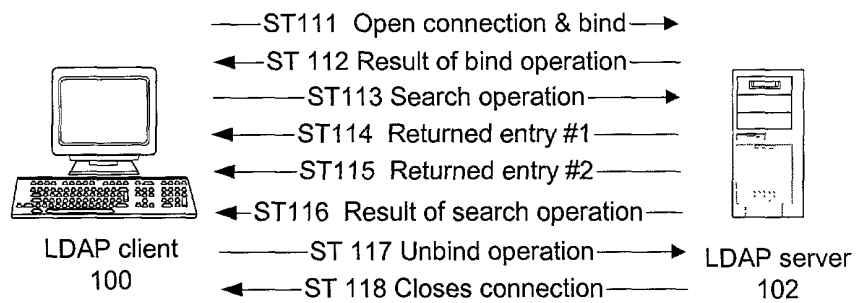 ST111 Open connection & bind
ST 112 Result of bind operation
ST113 Search operation
ST114 Returned entry #1
ST115 Returned entry #2
ST116 Result of search operation
ST 117 Unbind operation
ST 118 Closes connection
LDAP client
100
LDAP server
102